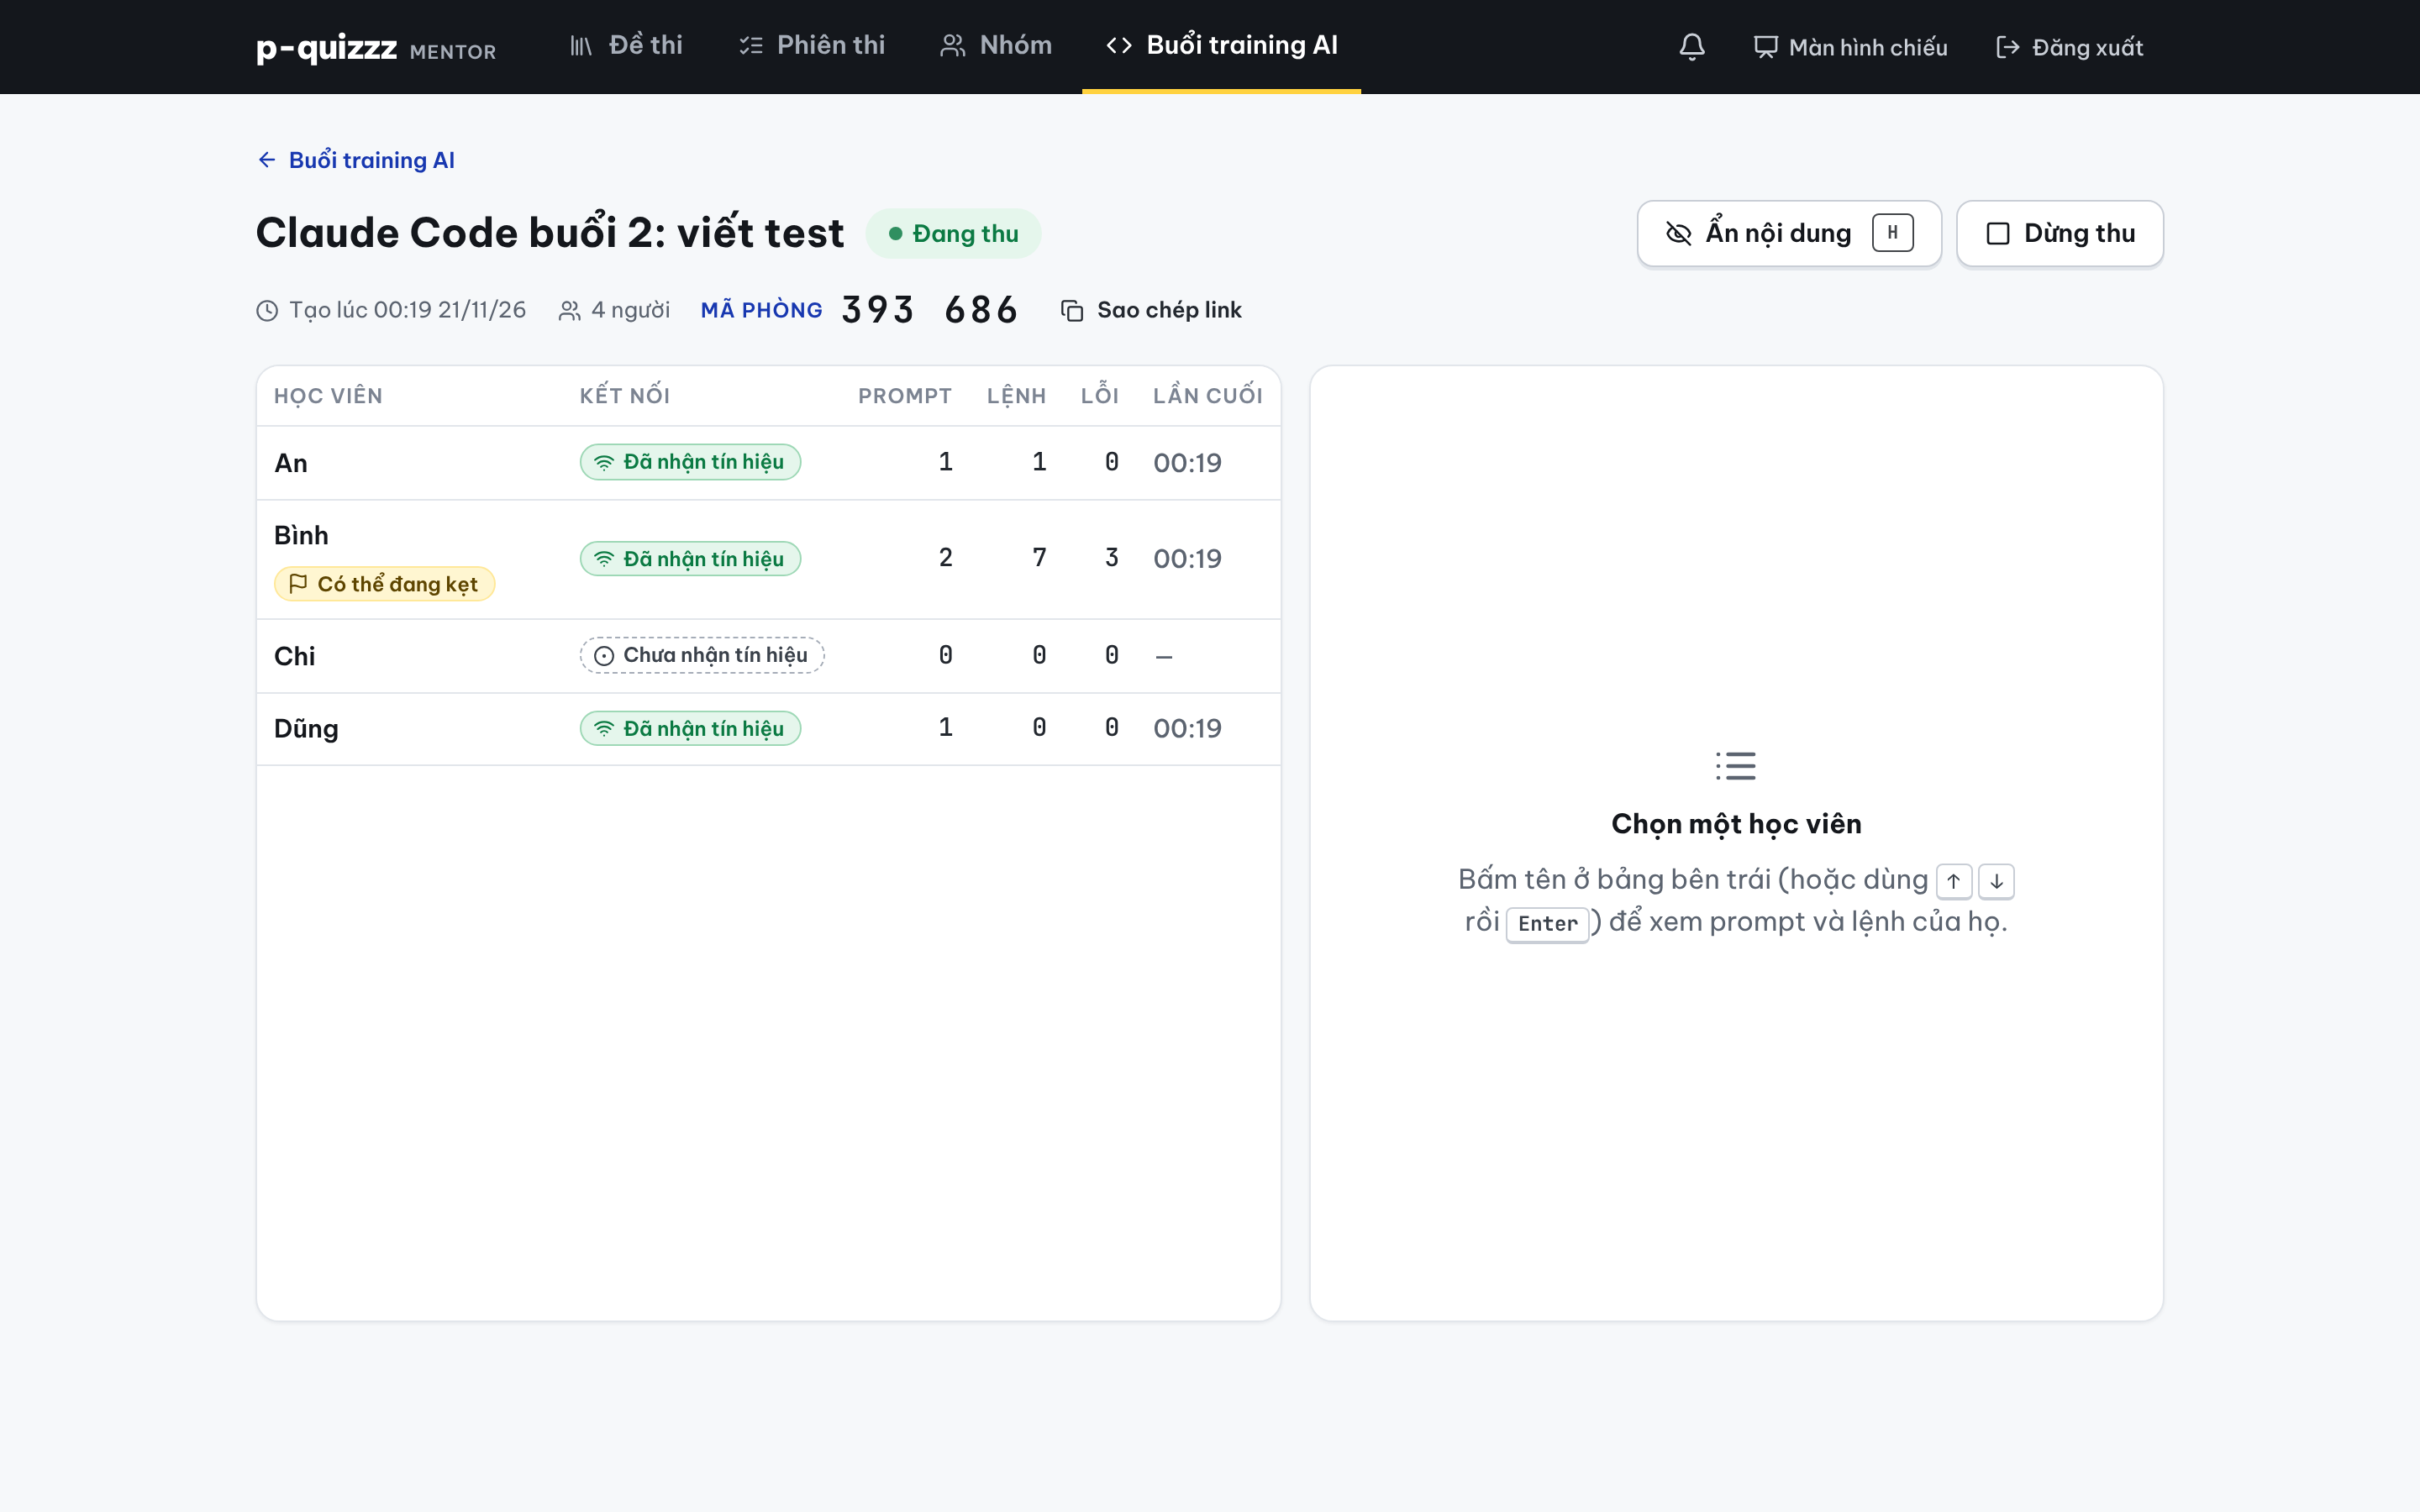 p-quizzz MENTOR Đề thi Phiên thi Nhóm Buổi training AI Màn hình chiếu Đăng xuất
Buổi training AI
Claude Code buổi 2: viết test Đang thu Ẩn nội dung H Dừng thu
Tạo lúc 00:19 21/11/26 4 người MÃ PHÒNG 393 686 Sao chép link
HỌC VIÊN KẾT NỐI PROMPT LỆNH LỖI LẦN CUỐI
An Đã nhận tín hiệu 1 1 0 00:19
Bình Đã nhận tín hiệu 2 7 3 00:19
Có thể đang kẹt
Chi Chưa nhận tín hiệu 0 0 0 –
Dũng Đã nhận tín hiệu 1 0 0 00:19
Chọn một học viên
Bấm tên ở bảng bên trái (hoặc dùng ↑ ↓
rồi Enter) để xem prompt và lệnh của họ.